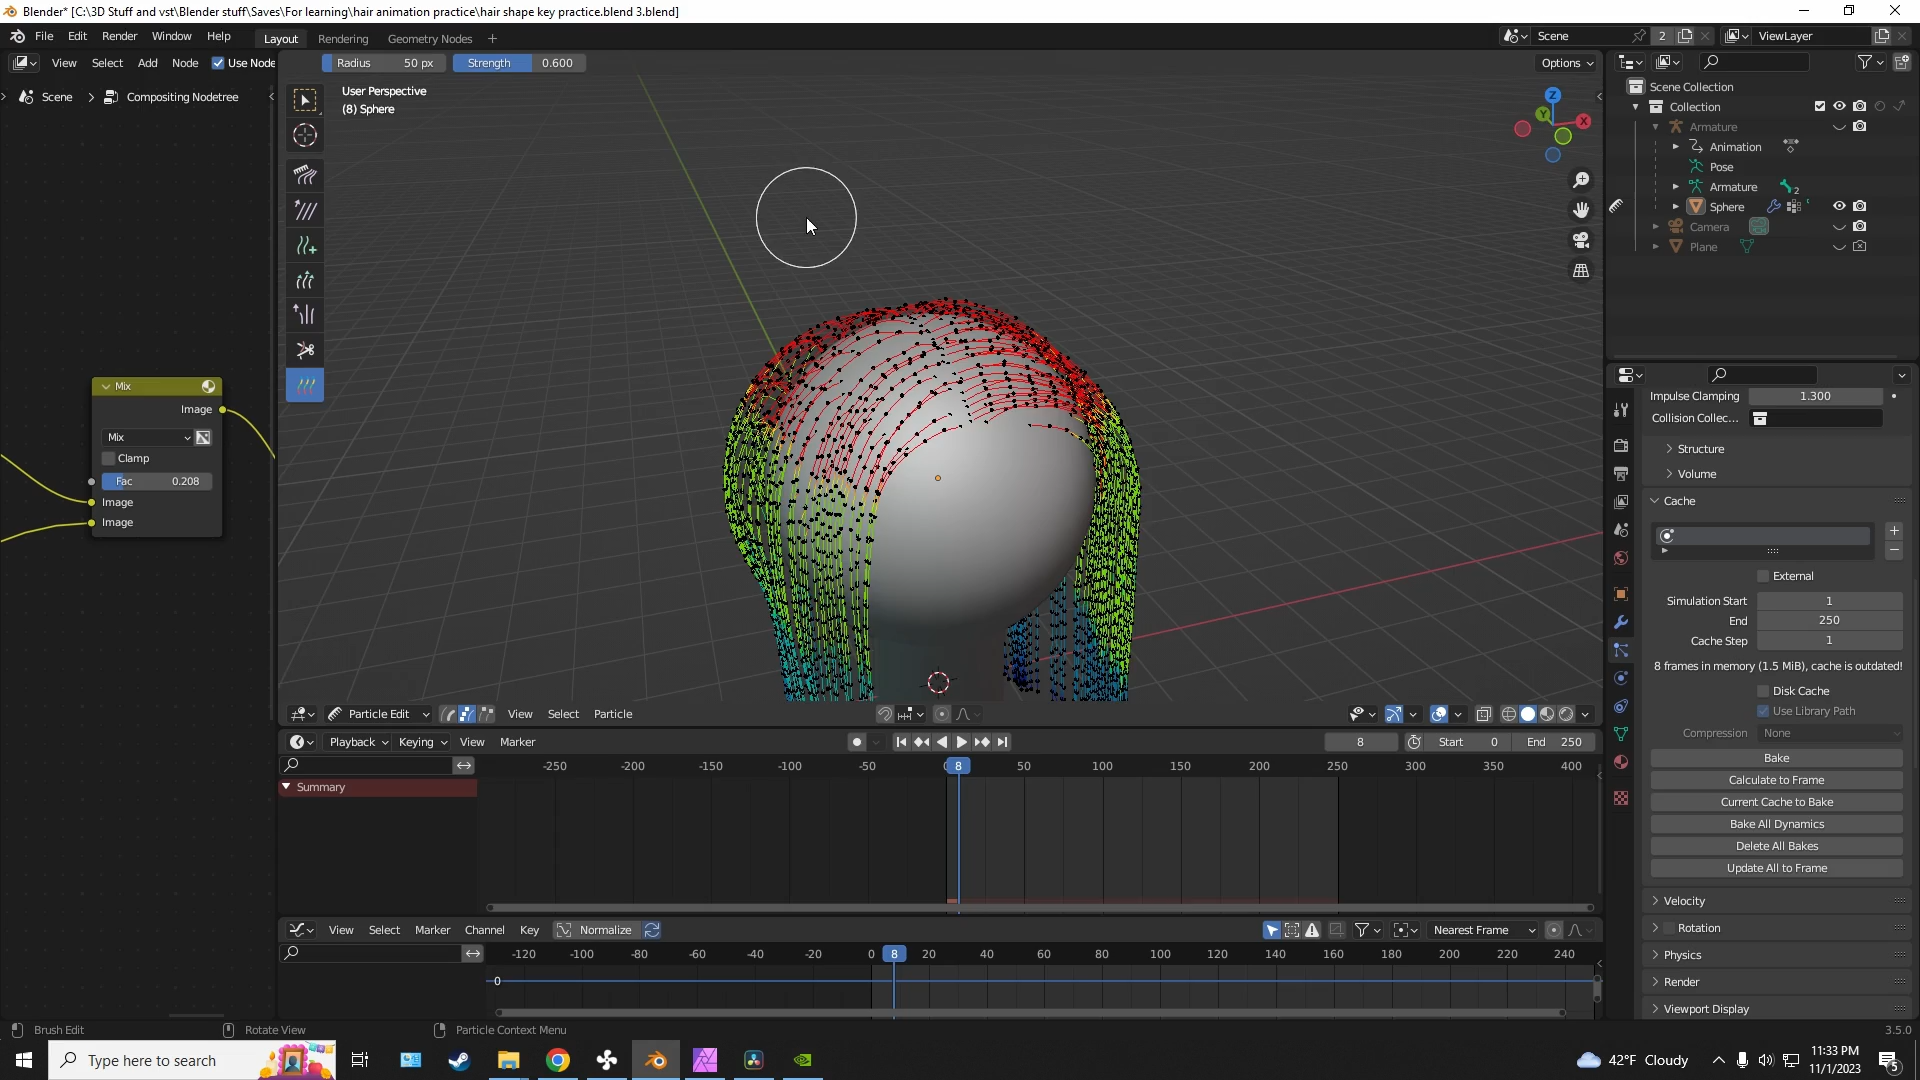 Blender* [C:\3D Stuff and vst\Blender stuff\Saves\For learning\hair animation practice\hair shape key practice.blend 3.blend]
File Edit Render Window Help Layout Rendering Geometry Nodes + Scene 2 ViewLayer
View Select Add Node Use Node Radius 50 px Strength 0.600 Options
Scene > Compositing Nodetree
User Perspective
(8) Sphere
Z
Y
X
Scene Collection
Collection
Armature
Animation
Pose
Armature 2
Sphere
Camera
Plane
Mix
Image
Mix
Clamp
Fac 0.208
Image
Image
Impulse Clamping 1.300
Collision Collec...
Structure
Volume
Cache
External
Simulation Start 1
End 250
Cache Step 1
8 frames in memory (1.5 MiB), cache is outdated!
Disk Cache
Use Library Path
Compression None
Bake
Calculate to Frame
Current Cache to Bake
Bake All Dynamics
Delete All Bakes
Update All to Frame
Velocity
Rotation
Physics
Render
Viewport Display
Particle Edit View Select Particle
Playback Keying View Marker 8 Start 0 End 250
-250 -200 -150 -100 -50 8 50 100 150 200 250 300 350 400
Summary
View Select Marker Channel Key Normalize Nearest Frame
-120 -100 -80 -60 -40 -20 0 8 20 40 60 80 100 120 140 160 180 200 220 240
0
Brush Edit Rotate View Particle Context Menu 3.5.0
Type here to search 42°F Cloudy 11:33 PM
11/1/2023 5